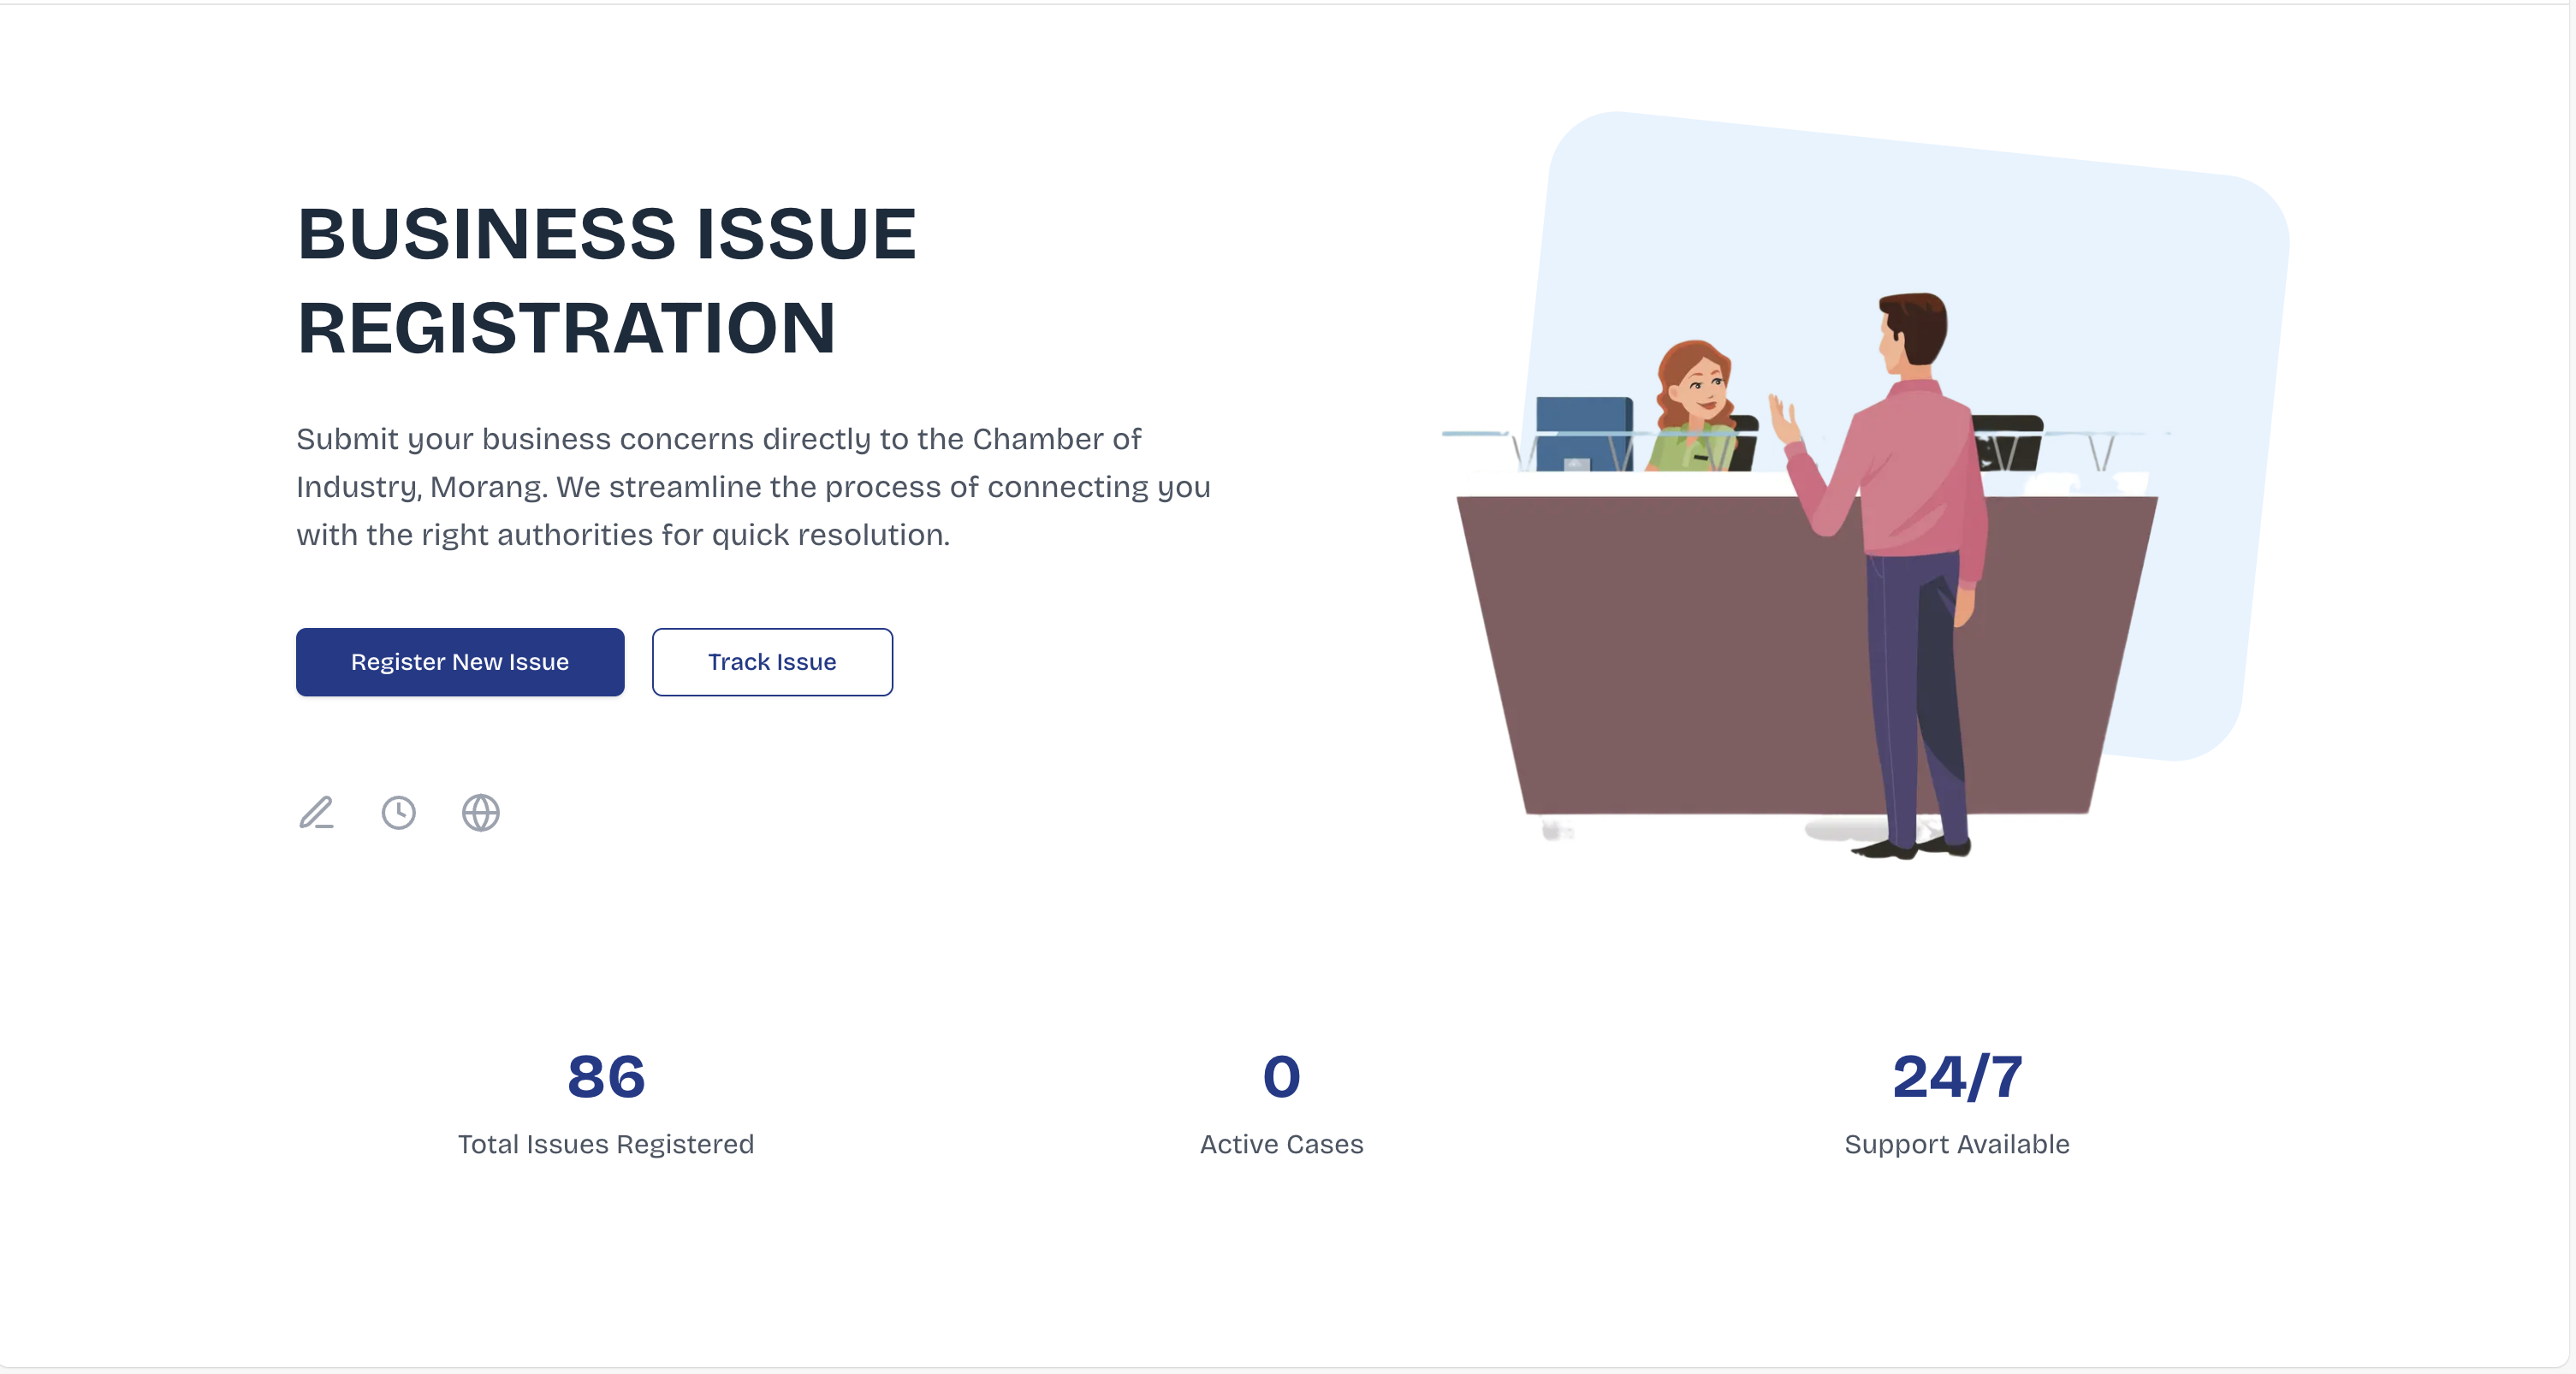 BUSINESS ISSUE
REGISTRATION
Submit your business concerns directly to the Chamber of
Industry, Morang. We streamline the process of connecting you
with the right authorities for quick resolution.
Register New Issue
Track Issue
86
Total Issues Registered
0
Active Cases
24/7
Support Available